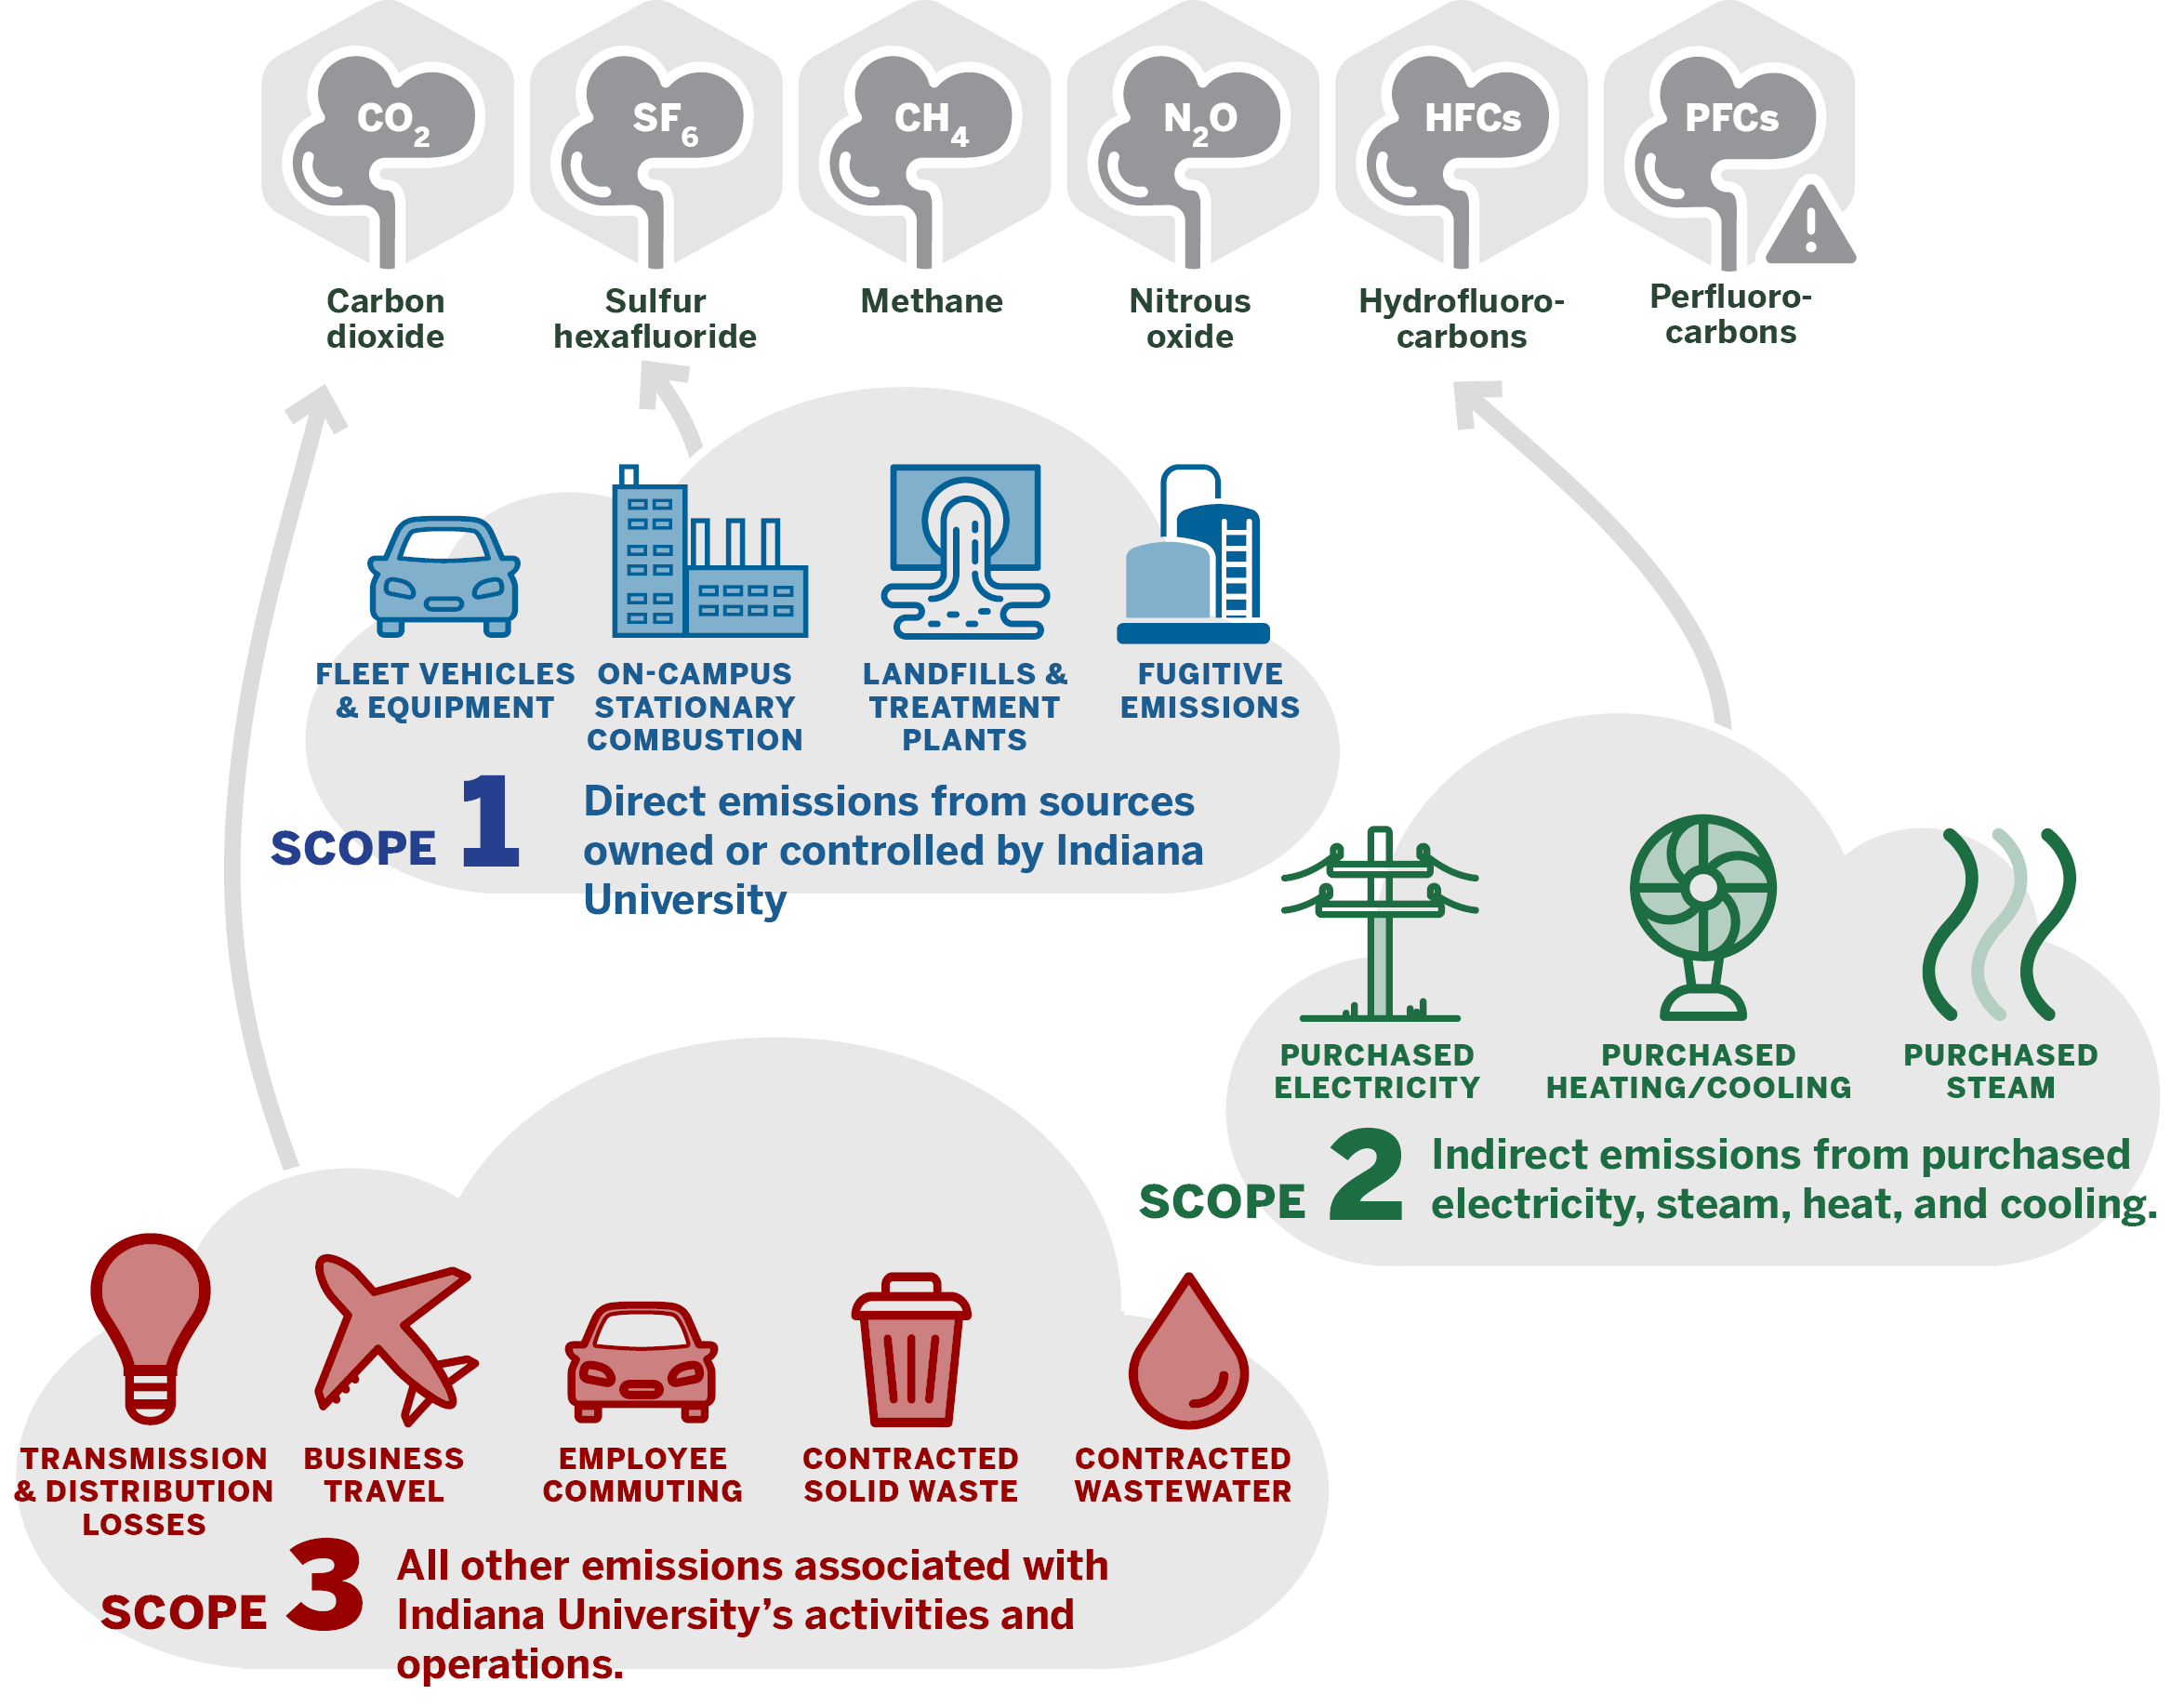 CO2
SF6
CH4
N2O
HFCs
PFCs
Carbon
dioxide
Sulfur
hexafluoride
Methane
Nitrous
oxide
Hydrofluoro-
carbons
Perfluoro-
carbons
FLEET VEHICLES
& EQUIPMENT
ON-CAMPUS
STATIONARY
COMBUSTION
LANDFILLS &
TREATMENT
PLANTS
FUGITIVE
EMISSIONS
SCOPE 1
Direct emissions from sources
owned or controlled by Indiana
University
PURCHASED
ELECTRICITY
PURCHASED
HEATING/COOLING
PURCHASED
STEAM
SCOPE 2
Indirect emissions from purchased
electricity, steam, heat, and cooling.
TRANSMISSION
& DISTRIBUTION
LOSSES
BUSINESS
TRAVEL
EMPLOYEE
COMMUTING
CONTRACTED
SOLID WASTE
CONTRACTED
WASTEWATER
SCOPE 3
All other emissions associated with
Indiana University’s activities and
operations.